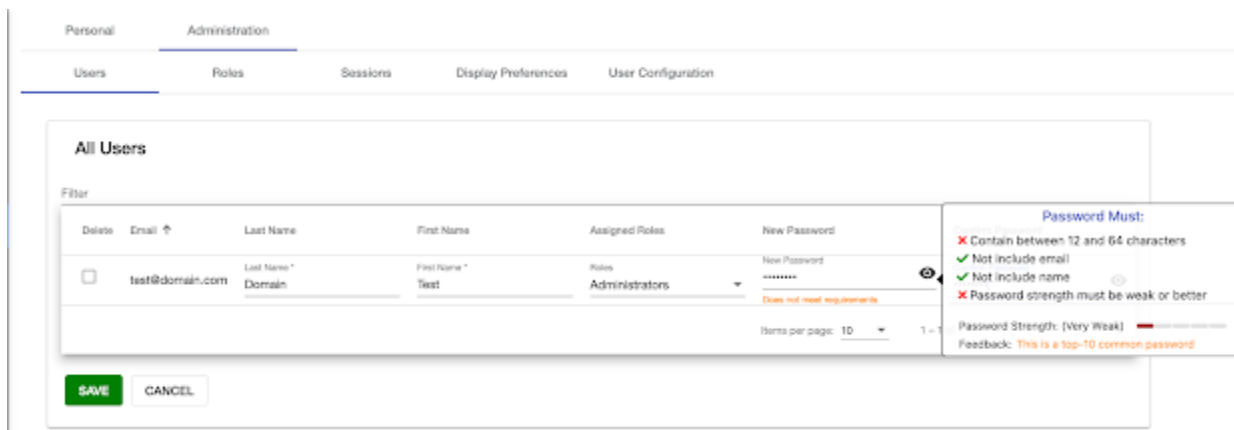 Personal Administration
Users Roles Sessions Display Preferences User Configuration
All Users
Filter
Delete Email ↑ Last Name First Name Assigned Roles New Password
test@domain.com
Last Name *
Domain
First Name *
Test
Roles
Administrators
New Password
••••••••
Does not meet requirements
Items per page: 10 1 – 1
Password Must:
✗ Contain between 12 and 64 characters
✓ Not include email
✓ Not include name
✗ Password strength must be weak or better
Password Strength: (Very Weak)
Feedback: This is a top-10 common password
SAVE CANCEL